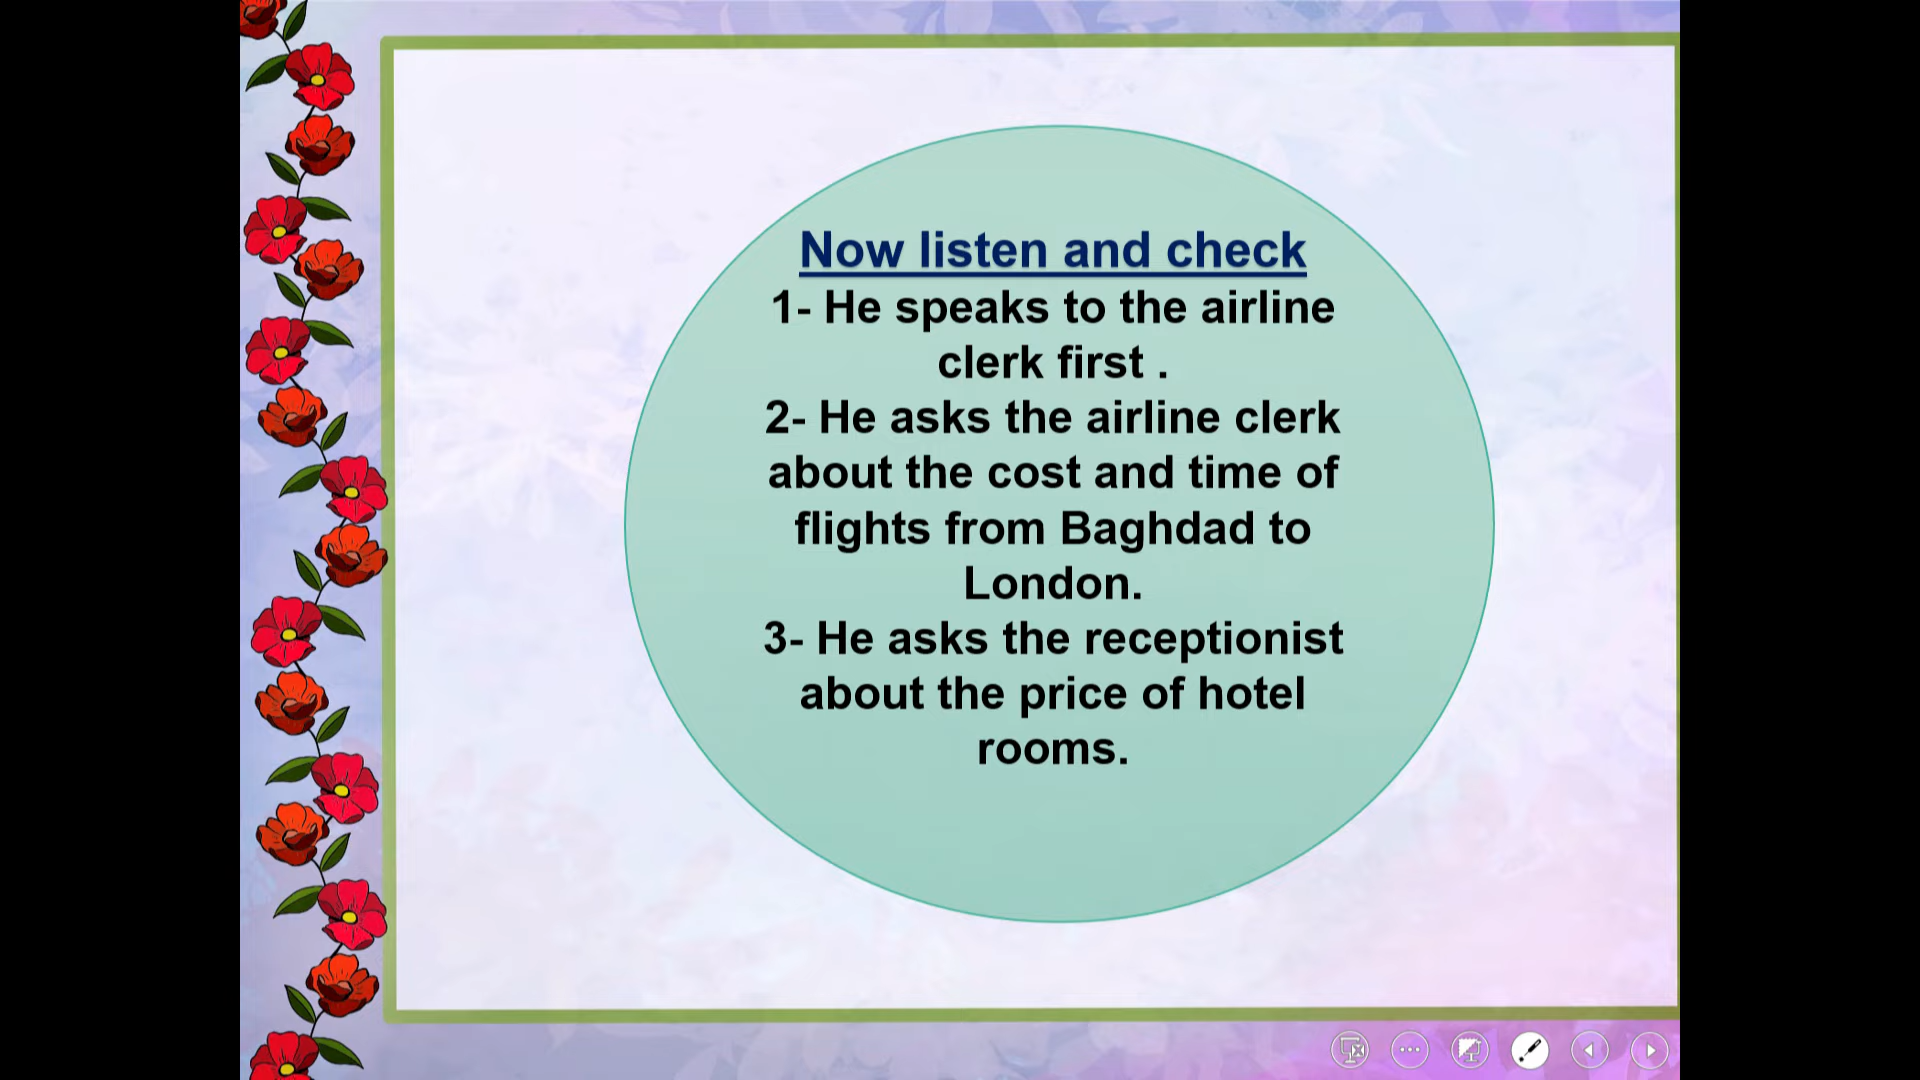 Now listen and check
1- He speaks to the airline
clerk first .
2- He asks the airline clerk
about the cost and time of
flights from Baghdad to
London.
3- He asks the receptionist
about the price of hotel
rooms.